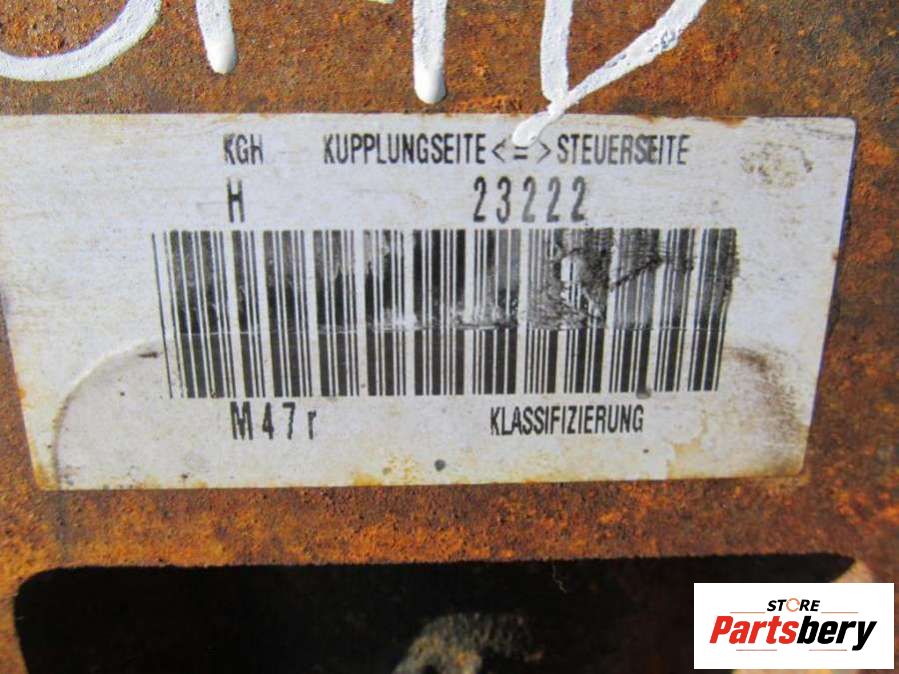 KGH KUPPLUNGSEITE <=> STEUERSEITE
H 23222
M47r KLASSIFIZIERUNG
STORE
Partsbery